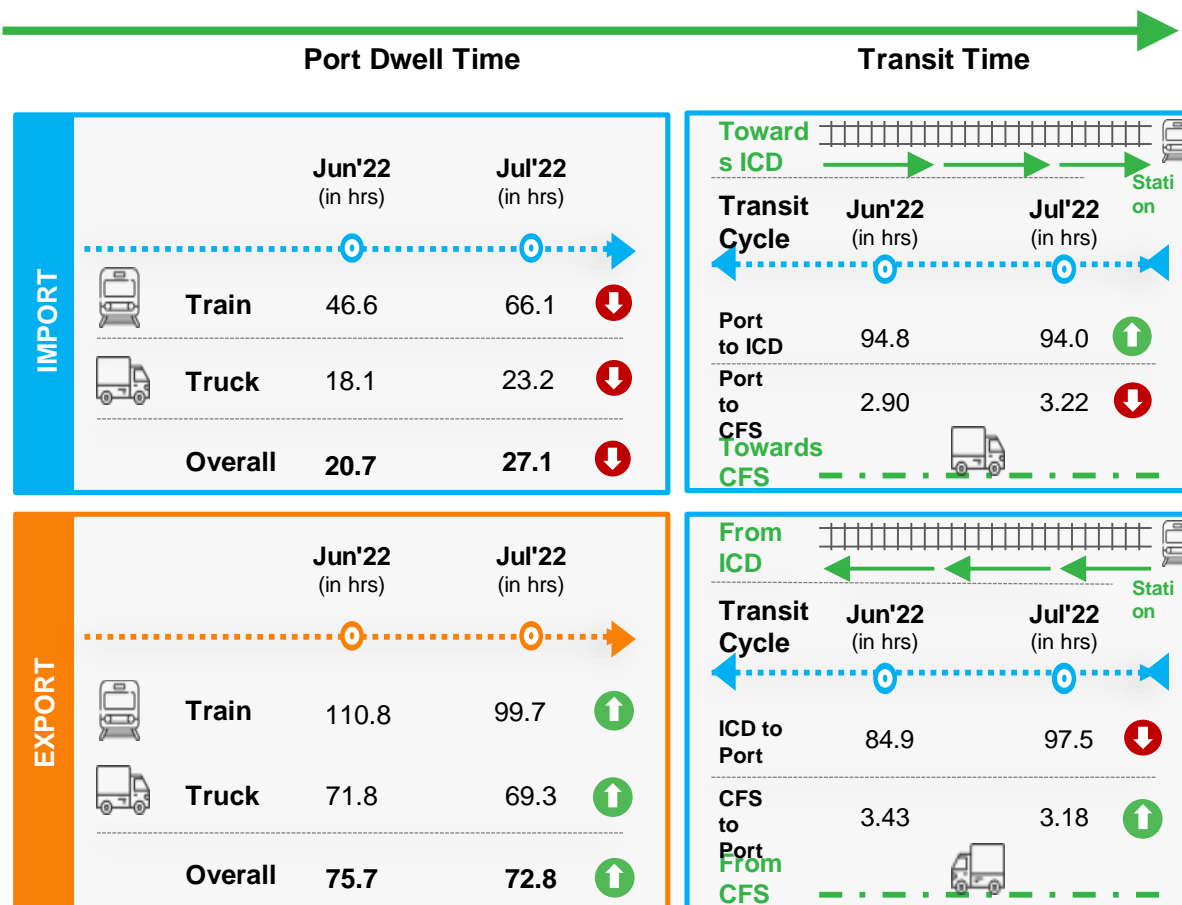 Port Dwell Time
Transit Time
IMPORT
Jun'22
(in hrs)
Jul'22
(in hrs)
Train 46.6 66.1
Truck 18.1 23.2
Overall 20.7 27.1
Toward
s ICD
Stati
on
Transit
Cycle
Jun'22
(in hrs)
Jul'22
(in hrs)
Port
to ICD
94.8 94.0
Port
to
CFS
2.90 3.22
Towards
CFS
EXPORT
Jun'22
(in hrs)
Jul'22
(in hrs)
Train 110.8 99.7
Truck 71.8 69.3
Overall 75.7 72.8
From
ICD
Stati
on
Transit
Cycle
Jun'22
(in hrs)
Jul'22
(in hrs)
ICD to
Port
84.9 97.5
CFS
to
Port
3.43 3.18
From
CFS